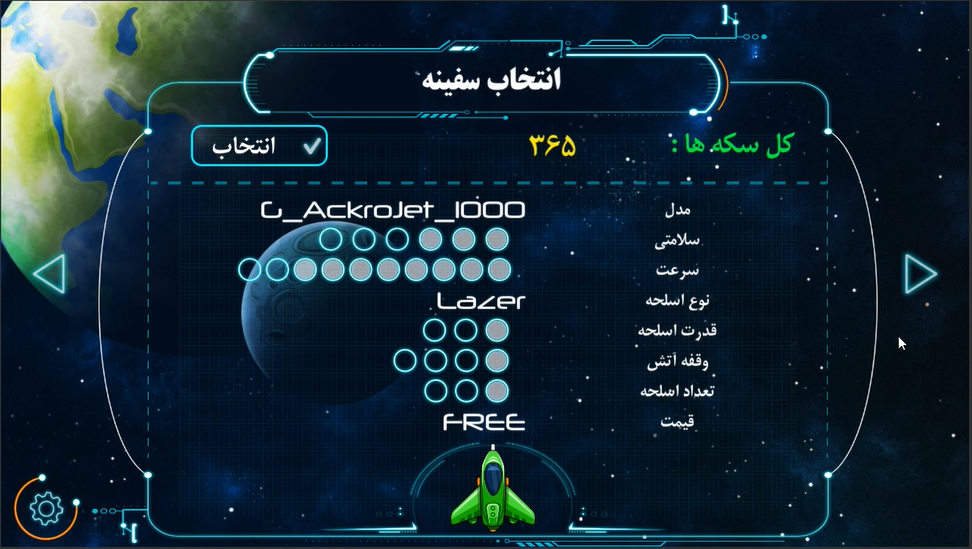 انتخاب سفینه
کل سکه ها : ۳۶۵ انتخاب
مدل G_AckroJet_1000
سلامتی
سرعت
نوع اسلحه Lazer
قدرت اسلحه
وقفه آتش
تعداد اسلحه
قیمت FREE